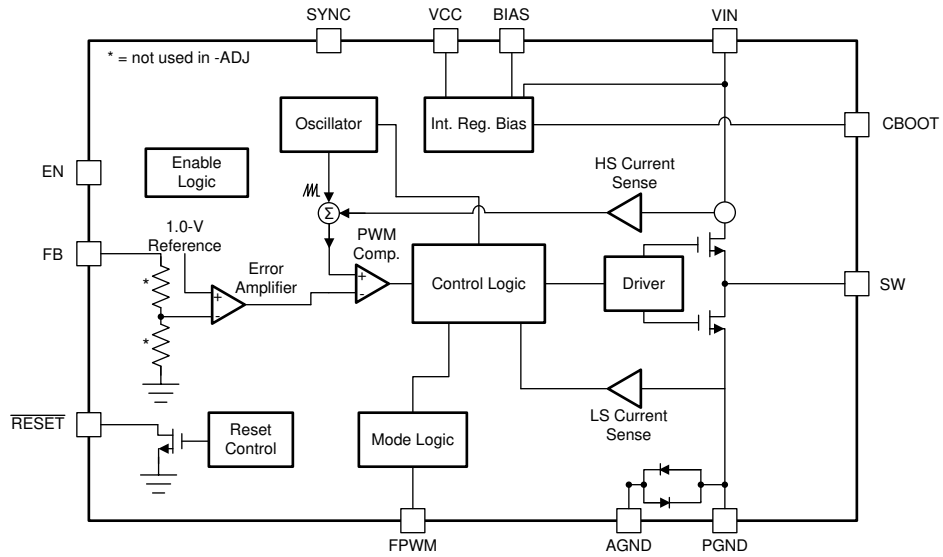 SYNC
VCC
BIAS
VIN
* = not used in -ADJ
Oscillator
Int. Reg. Bias
CBOOT
EN
Enable
Logic
HS Current
Sense
Σ
1.0-V
Reference
FB
PWM
Comp.
*
Error
Amplifier
+
-
+
-
Control Logic
Driver
SW
*
LS Current
Sense
RESET
Reset
Control
Mode Logic
FPWM
AGND
PGND